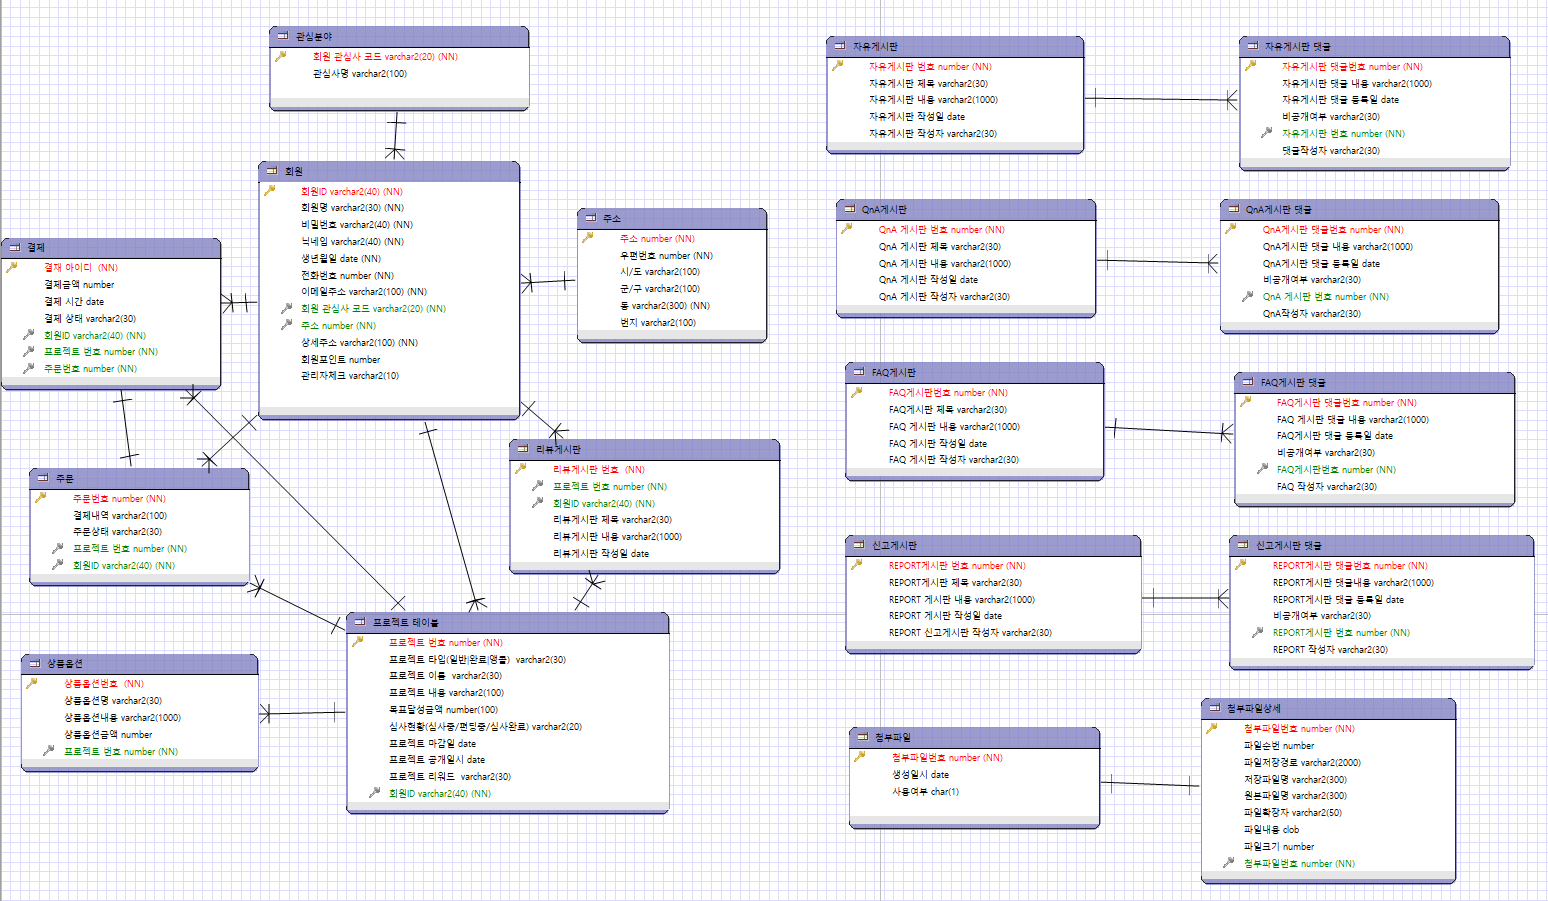 관심분야
회원 관심사 코드 varchar2(20) (NN)
관심사명 varchar2(100)
회원
회원ID varchar2(40) (NN)
회원명 varchar2(30) (NN)
비밀번호 varchar2(40) (NN)
닉네임 varchar2(40) (NN)
생년월일 date (NN)
전화번호 number (NN)
이메일주소 varchar2(100) (NN)
회원 관심사 코드 varchar2(20) (NN)
주소 number (NN)
상세주소 varchar2(100) (NN)
회원포인트 number
관리자체크 varchar2(10)
주소
주소 number (NN)
우편번호 number (NN)
시/도 varchar2(100)
군/구 varchar2(100)
동 varchar2(300) (NN)
번지 varchar2(100)
결제
결재 아이디 (NN)
결제금액 number
결제 시간 date
결제 상태 varchar2(30)
회원ID varchar2(40) (NN)
프로젝트 번호 number (NN)
주문번호 number (NN)
주문
주문번호 number (NN)
결제내역 varchar2(100)
주문상태 varchar2(30)
프로젝트 번호 number (NN)
회원ID varchar2(40) (NN)
리뷰게시판
리뷰게시판 번호 (NN)
프로젝트 번호 number (NN)
회원ID varchar2(40) (NN)
리뷰게시판 제목 varchar2(30)
리뷰게시판 내용 varchar2(1000)
리뷰게시판 작성일 date
프로젝트 테이블
프로젝트 번호 number (NN)
프로젝트 타입(일반|완료|앵콜) varchar2(30)
프로젝트 이름 varchar2(30)
프로젝트 내용 varchar2(100)
목표달성금액 number(100)
심사현황(심사중/펀딩중/심사완료) varchar2(20)
프로젝트 마감일 date
프로젝트 공개일시 date
프로젝트 리워드 varchar2(30)
회원ID varchar2(40) (NN)
상품옵션
상품옵션번호 (NN)
상품옵션명 varchar2(30)
상품옵션내용 varchar2(1000)
상품옵션금액 number
프로젝트 번호 number (NN)
자유게시판
자유게시판 번호 number (NN)
자유게시판 제목 varchar2(30)
자유게시판 내용 varchar2(1000)
자유게시판 작성일 date
자유게시판 작성자 varchar2(30)
자유게시판 댓글
자유게시판 댓글번호 number (NN)
자유게시판 댓글 내용 varchar2(1000)
자유게시판 댓글 등록일 date
비공개여부 varchar2(30)
자유게시판 번호 number (NN)
댓글작성자 varchar2(30)
QnA게시판
QnA 게시판 번호 number (NN)
QnA 게시판 제목 varchar2(30)
QnA 게시판 내용 varchar2(1000)
QnA 게시판 작성일 date
QnA 게시판 작성자 varchar2(30)
QnA게시판 댓글
QnA게시판 댓글번호 number (NN)
QnA게시판 댓글 내용 varchar2(1000)
QnA게시판 댓글 등록일 date
비공개여부 varchar2(30)
QnA 게시판 번호 number (NN)
QnA작성자 varchar2(30)
FAQ게시판
FAQ게시판번호 number (NN)
FAQ게시판 제목 varchar2(30)
FAQ 게시판 내용 varchar2(1000)
FAQ 게시판 작성일 date
FAQ 게시판 작성자 varchar2(30)
FAQ게시판 댓글
FAQ게시판 댓글번호 number (NN)
FAQ 게시판 댓글 내용 varchar2(1000)
FAQ게시판 댓글 등록일 date
비공개여부 varchar2(30)
FAQ게시판번호 number (NN)
FAQ 작성자 varchar2(30)
신고게시판
REPORT게시판 번호 number (NN)
REPORT게시판 제목 varchar2(30)
REPORT 게시판 내용 varchar2(1000)
REPORT 게시판 작성일 date
REPORT 신고게시판 작성자 varchar2(30)
신고게시판 댓글
REPORT게시판 댓글번호 number (NN)
REPORT게시판 댓글내용 varchar2(1000)
REPORT게시판 댓글 등록일 date
비공개여부 varchar2(30)
REPORT게시판 번호 number (NN)
REPORT 작성자 varchar2(30)
첨부파일
첨부파일번호 number (NN)
생성일시 date
사용여부 char(1)
첨부파일상세
첨부파일번호 number (NN)
파일순번 number
파일저장경로 varchar2(2000)
저장파일명 varchar2(300)
원본파일명 varchar2(300)
파일확장자 varchar2(50)
파일내용 clob
파일크기 number
첨부파일번호 number (NN)